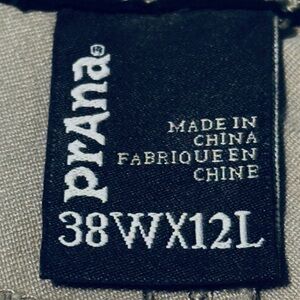 prAna®
MADE IN
CHINA
FABRIQUE EN
CHINE
38WX12L